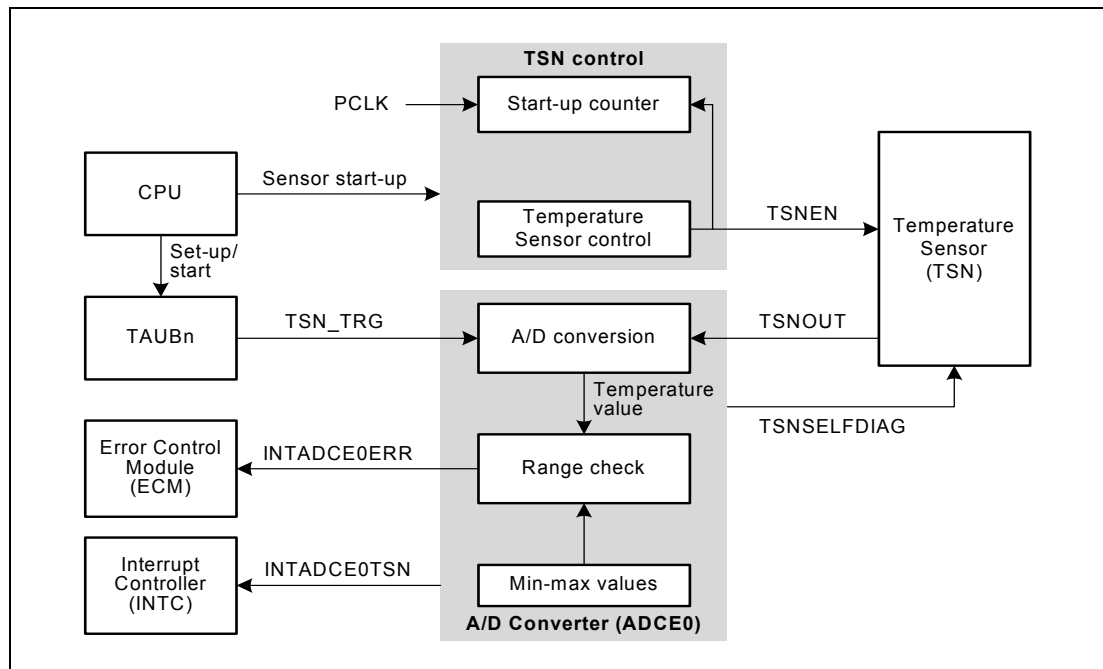 TSN control
PCLK
Start-up counter
CPU
Sensor start-up
Temperature
Sensor control
TSNEN
Temperature
Sensor
(TSN)
Set-up/
start
TAUBn
TSN_TRG
A/D conversion
TSNOUT
Temperature
value
TSNSELFDIAG
Error Control
Module
(ECM)
INTADCE0ERR
Range check
Interrupt
Controller
(INTC)
INTADCE0TSN
Min-max values
A/D Converter (ADCE0)